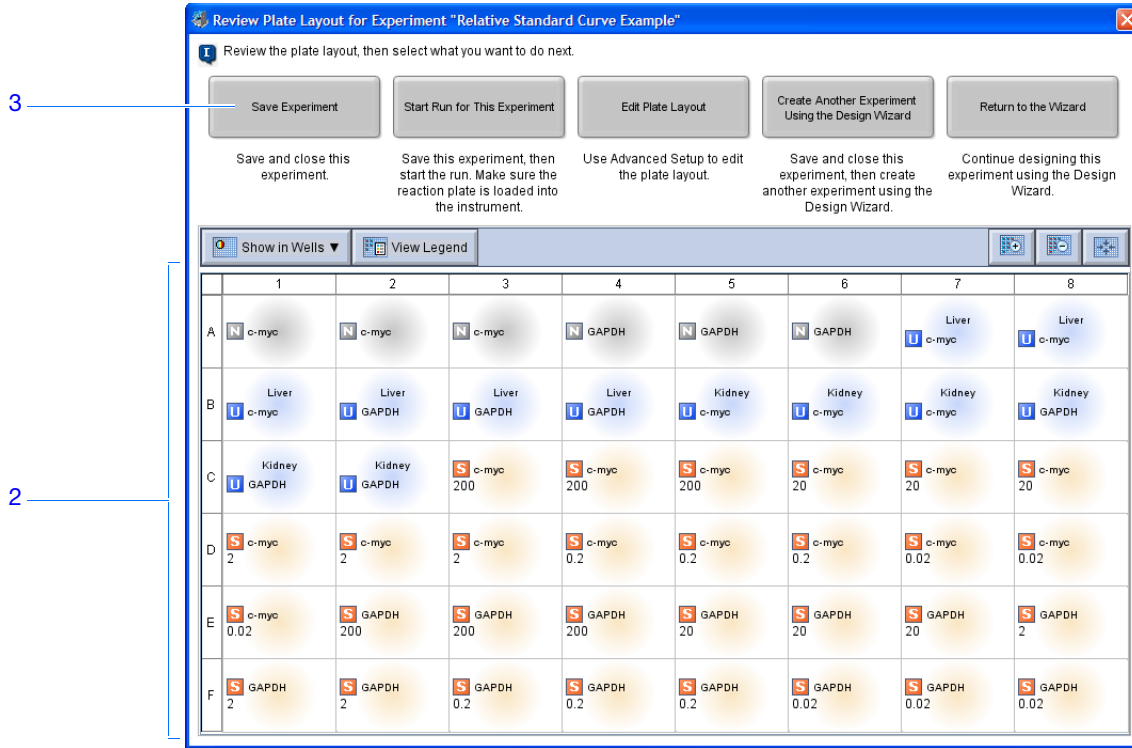 Review Plate Layout for Experiment "Relative Standard Curve Example"
Review the plate layout, then select what you want to do next.
3
Save Experiment
Start Run for This Experiment
Edit Plate Layout
Create Another Experiment
Using the Design Wizard
Return to the Wizard
Save and close this
experiment.
Save this experiment, then
start the run. Make sure the
reaction plate is loaded into
the instrument.
Use Advanced Setup to edit
the plate layout.
Save and close this
experiment, then create
another experiment using the
Design Wizard.
Continue designing this
experiment using the Design
Wizard.
Show in Wells ▼ View Legend
2
1 2 3 4 5 6 7 8
A
N c-myc
N c-myc
N c-myc
N GAPDH
N GAPDH
N GAPDH
Liver
U c-myc
Liver
U c-myc
B
Liver
U c-myc
Liver
U GAPDH
Liver
U GAPDH
Liver
U GAPDH
Kidney
U c-myc
Kidney
U c-myc
Kidney
U c-myc
Kidney
U GAPDH
C
Kidney
U GAPDH
Kidney
U GAPDH
S c-myc
200
S c-myc
200
S c-myc
200
S c-myc
20
S c-myc
20
S c-myc
20
D
S c-myc
2
S c-myc
2
S c-myc
2
S c-myc
0.2
S c-myc
0.2
S c-myc
0.2
S c-myc
0.02
S c-myc
0.02
E
S c-myc
0.02
S GAPDH
200
S GAPDH
200
S GAPDH
200
S GAPDH
20
S GAPDH
20
S GAPDH
20
S GAPDH
2
F
S GAPDH
2
S GAPDH
2
S GAPDH
0.2
S GAPDH
0.2
S GAPDH
0.2
S GAPDH
0.02
S GAPDH
0.02
S GAPDH
0.02